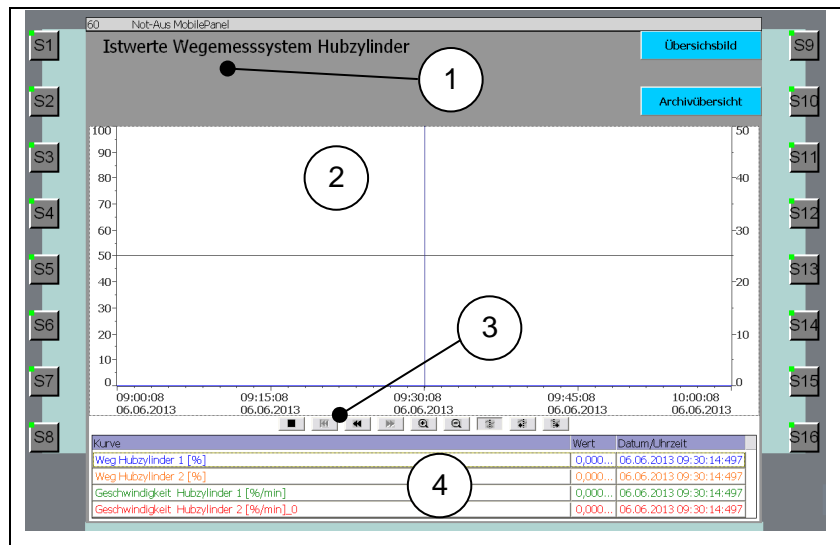 60 Not-Aus MobilePanel
S1 Istwerte Wegemesssystem Hubzylinder Übersichsbild S9
1
S2 Archivübersicht S10
100 50
90
S3 2 S11
80 40
70
S4 S12
60 30
50
S5 S13
40 20
30
S6 3 S14
20 10
10
S7 0 0 S15
09:00:08 09:15:08 09:30:08 09:45:08 10:00:08
06.06.2013 06.06.2013 06.06.2013 06.06.2013 06.06.2013
S8 Kurve Wert Datum/Uhrzeit S16
Weg Hubzylinder 1 [%] 0,000... 06.06.2013 09:30:14:497
Weg Hubzylinder 2 [%] 0,000... 06.06.2013 09:30:14:497
4
Geschwindigkeit Hubzylinder 1 [%/min] 0,000... 06.06.2013 09:30:14:497
Geschwindigkeit Hubzylinder 2 [%/min]_0 0,000... 06.06.2013 09:30:14:497